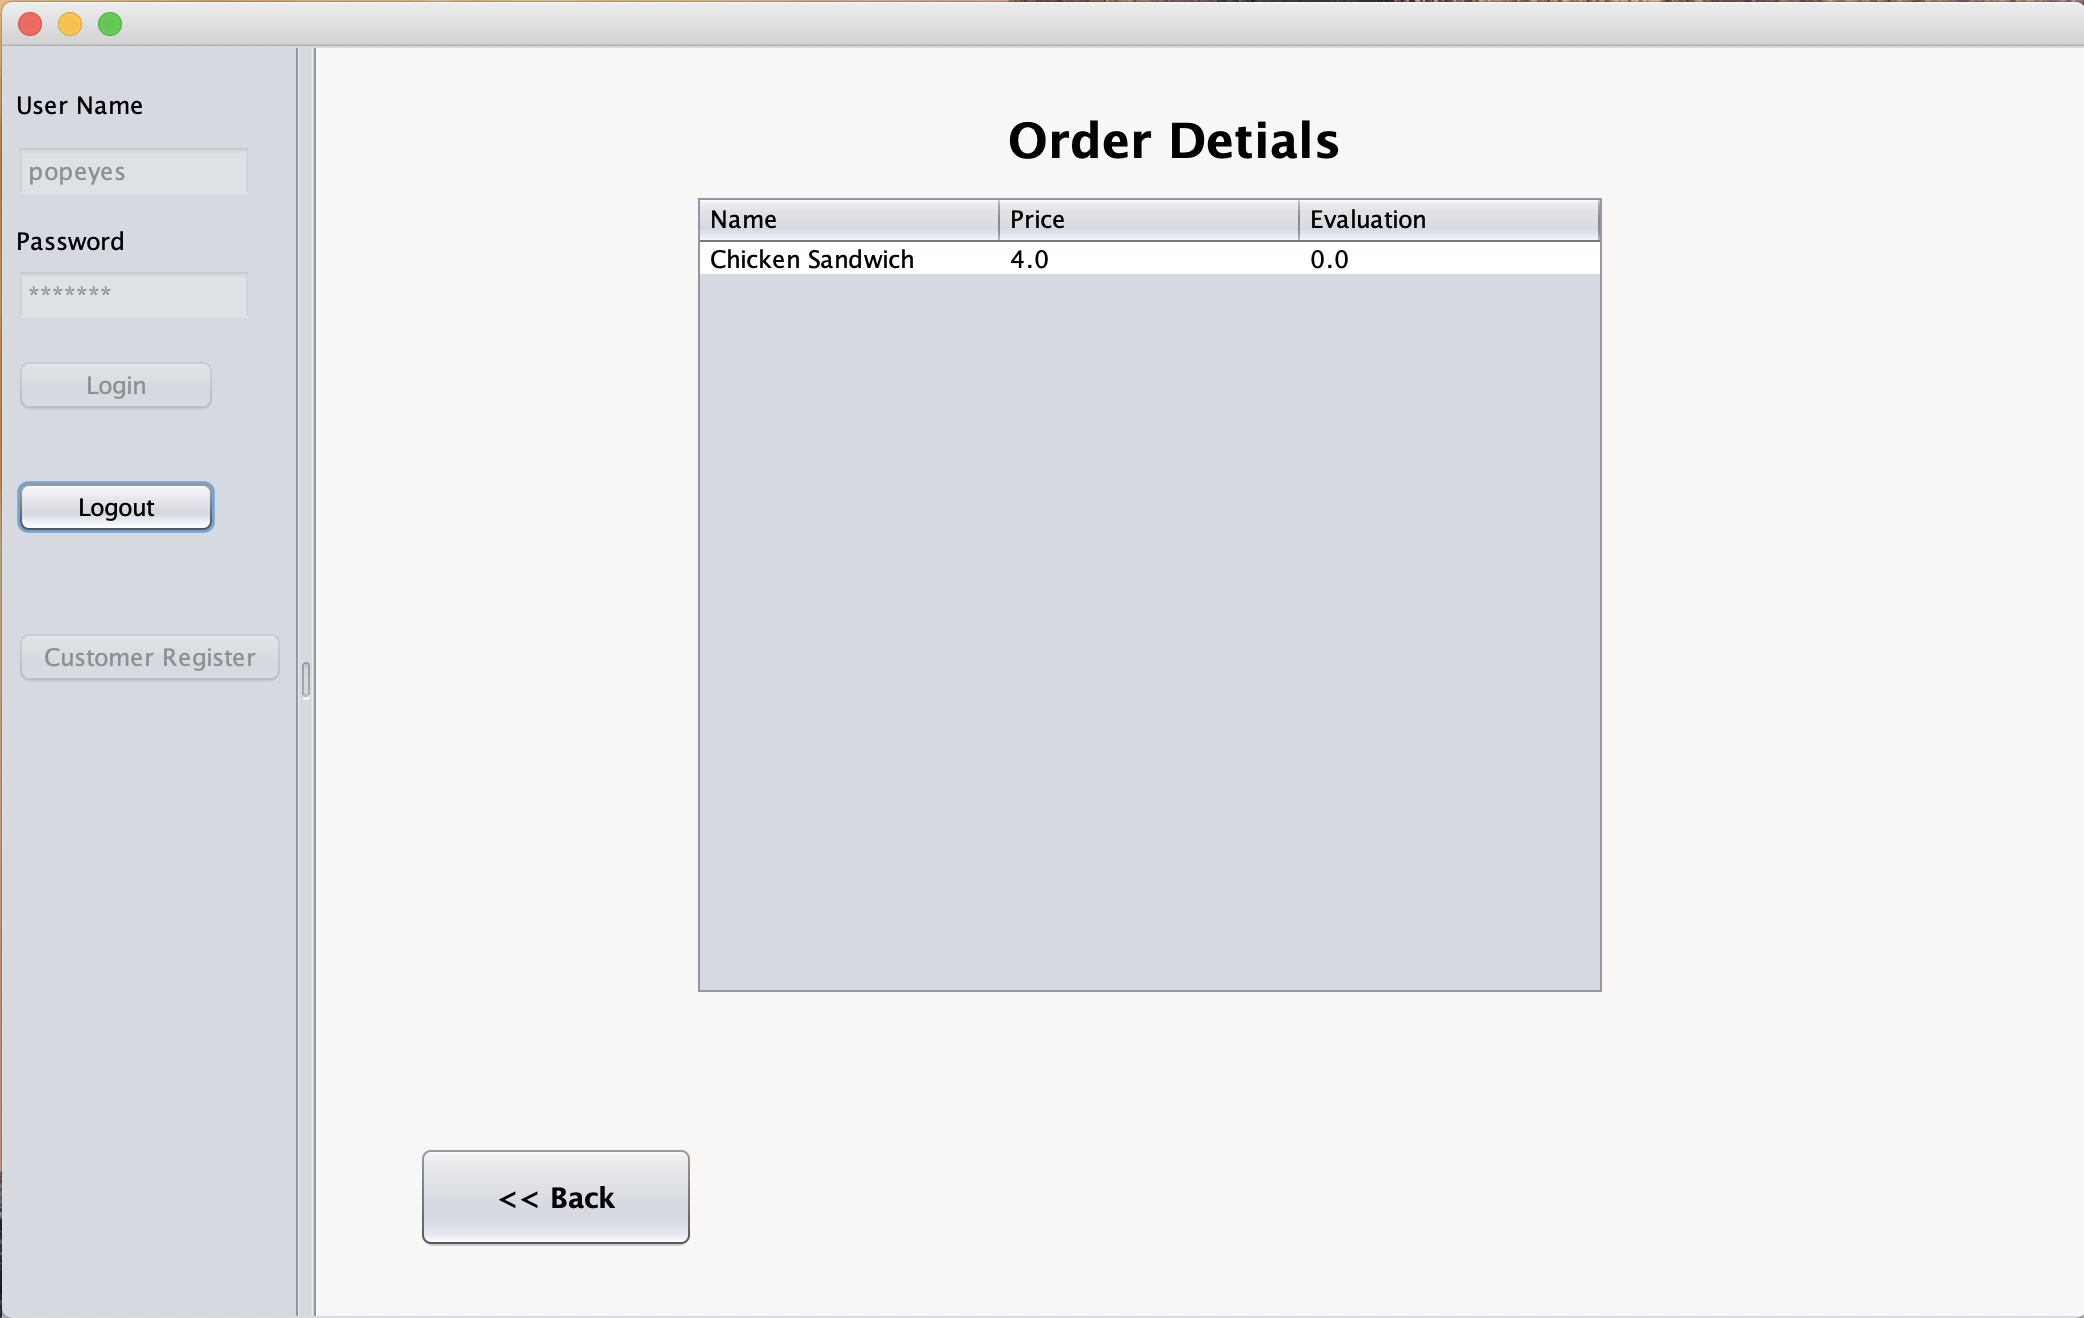 User Name
popeyes
Password
*******
Login
Logout
Customer Register
Order Detials
Name Price Evaluation
Chicken Sandwich 4.0 0.0
<< Back